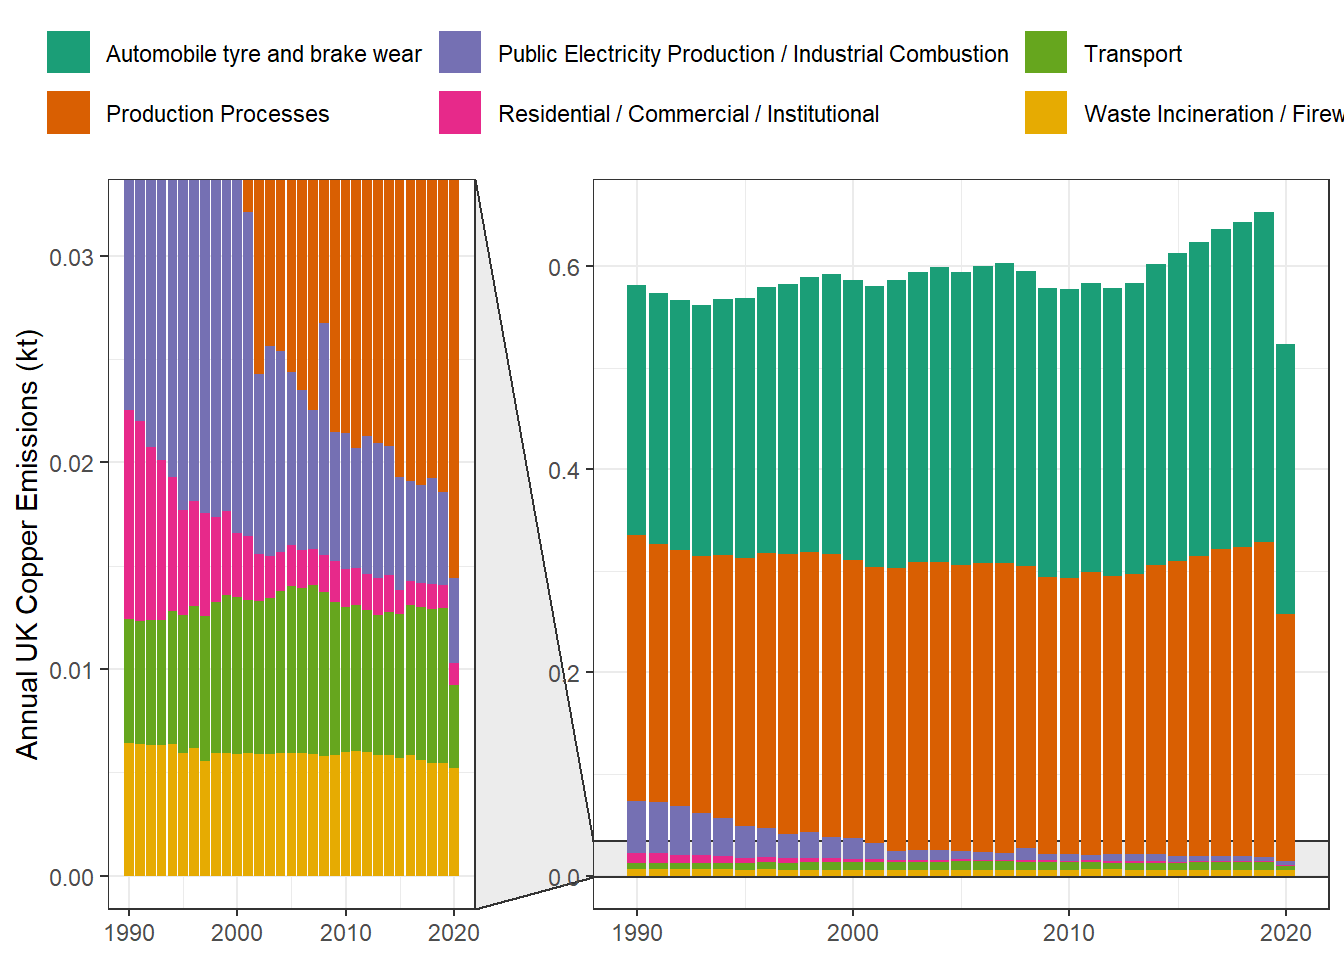 Automobile tyre and brake wear
Public Electricity Production / Industrial Combustion
Transport
Production Processes
Residential / Commercial / Institutional
Waste Incineration / Firew
Annual UK Copper Emissions (kt)
0.03
0.02
0.01
0.00
1990
2000
2010
2020
0.6
0.4
0.2
0.0
1990
2000
2010
2020